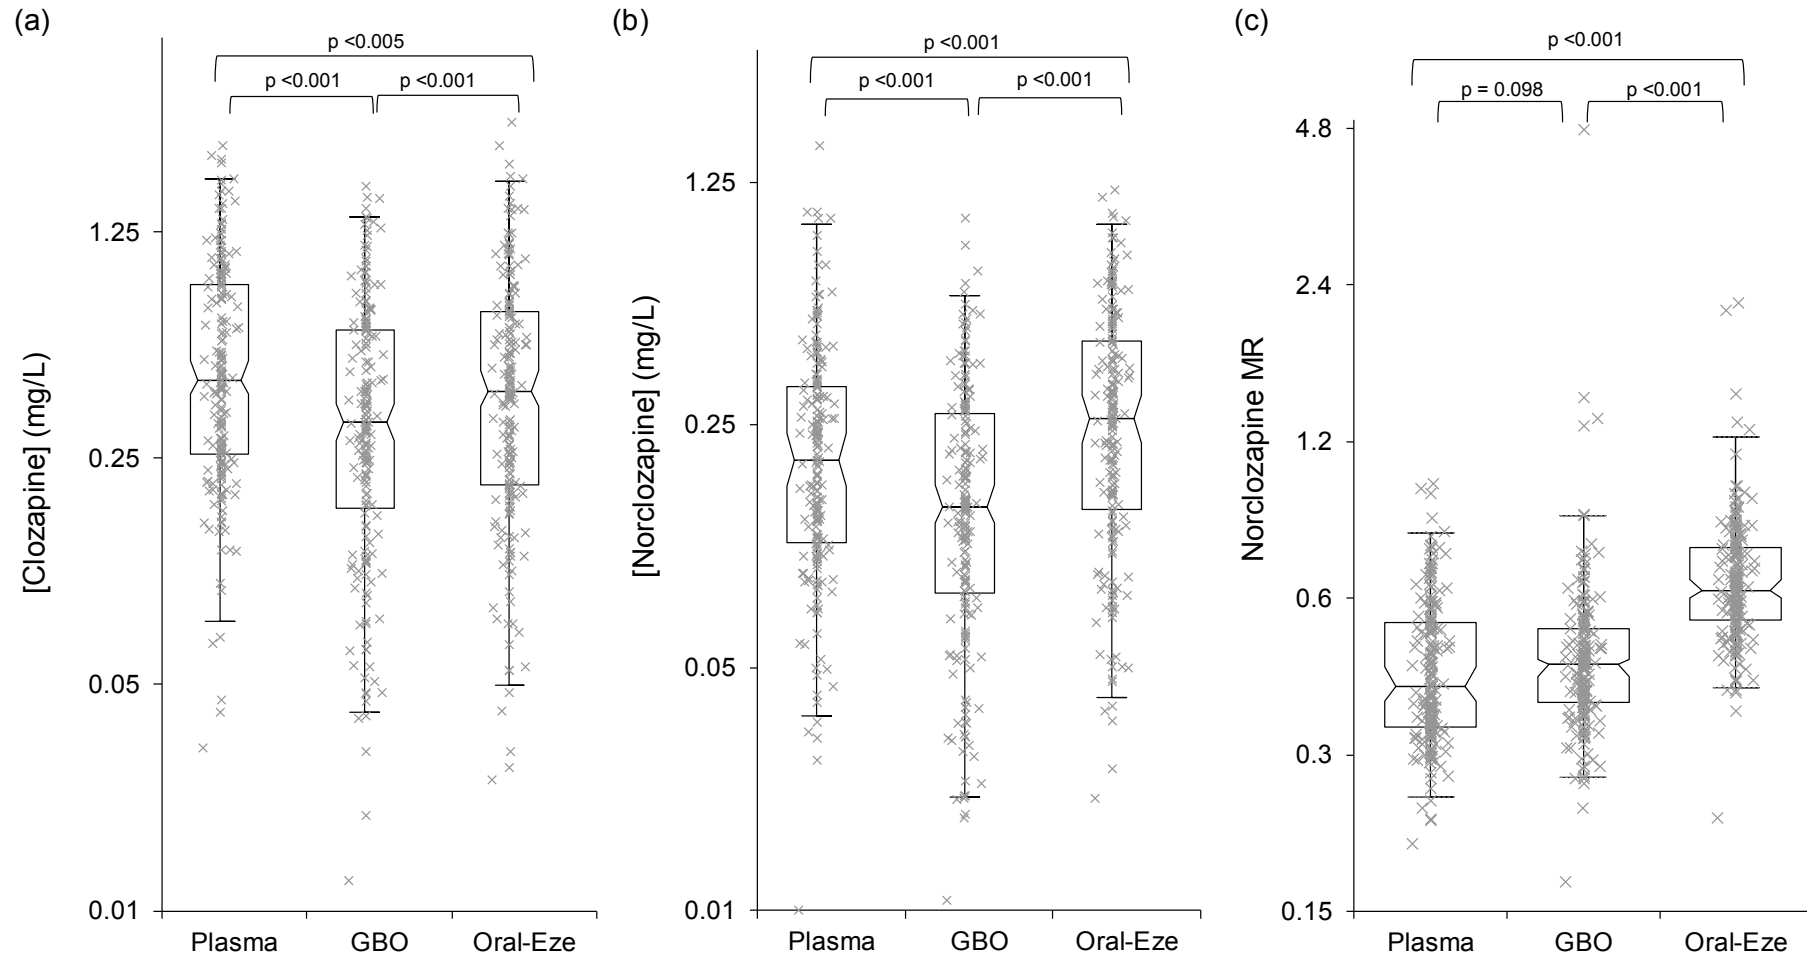 (a)
p <0.005
p <0.001
p <0.001
[Clozapine] (mg/L)
1.25
0.25
0.05
0.01
Plasma
GBO
Oral-Eze
(b)
p <0.001
p <0.001
p <0.001
[Norclozapine] (mg/L)
1.25
0.25
0.05
0.01
Plasma
GBO
Oral-Eze
(c)
p <0.001
p = 0.098
p <0.001
Norclozapine MR
4.8
2.4
1.2
0.6
0.3
0.15
Plasma
GBO
Oral-Eze